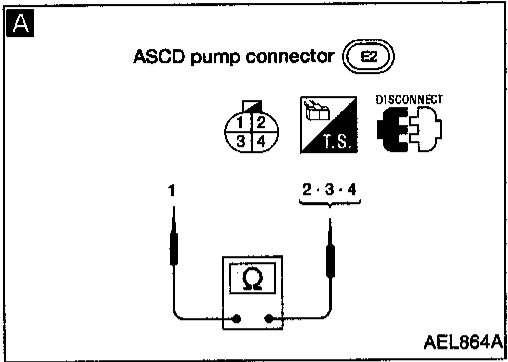 A
ASCD pump connector E2
1 2
3 4
T.S.
DISCONNECT
1
2 · 3 · 4
Ω
AEL864A